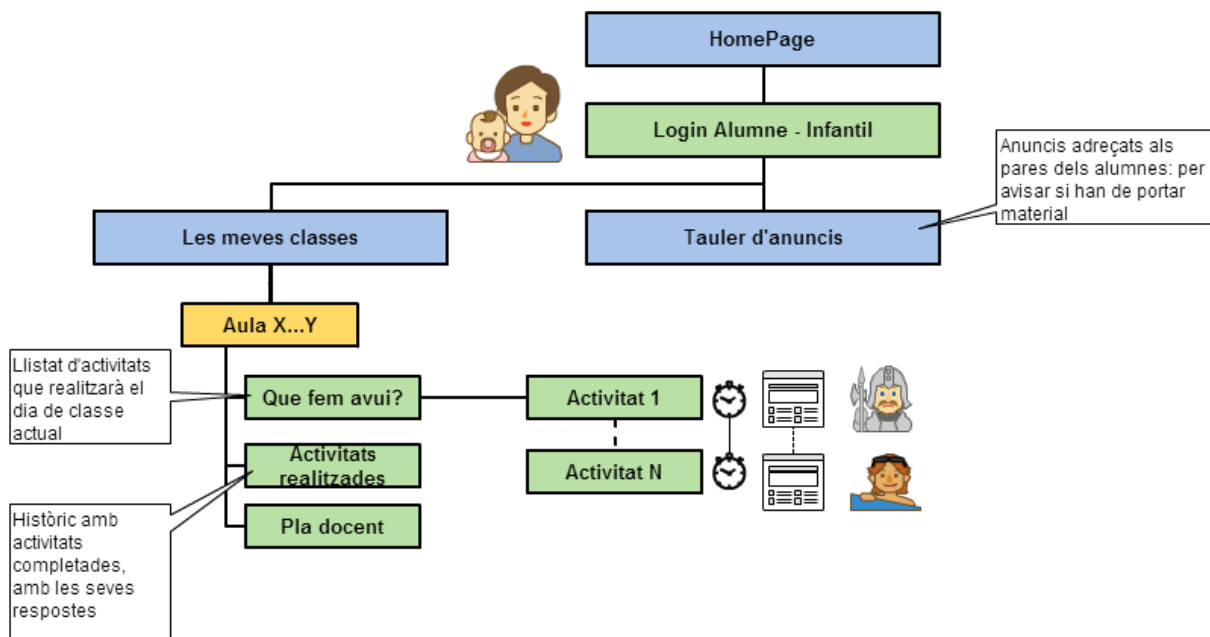 HomePage
Login Alumne - Infantil
Anuncis adreçats als
pares dels alumnes: per
avisar si han de portar
material
Les meves classes
Tauler d'anuncis
Aula X...Y
Llistat d'activitats
que realitzarà el
dia de classe
actual
Que fem avui?
Activitat 1
Activitats
realitzades
Activitat N
Històric amb
activitats
completades,
amb les seves
respostes
Pla docent